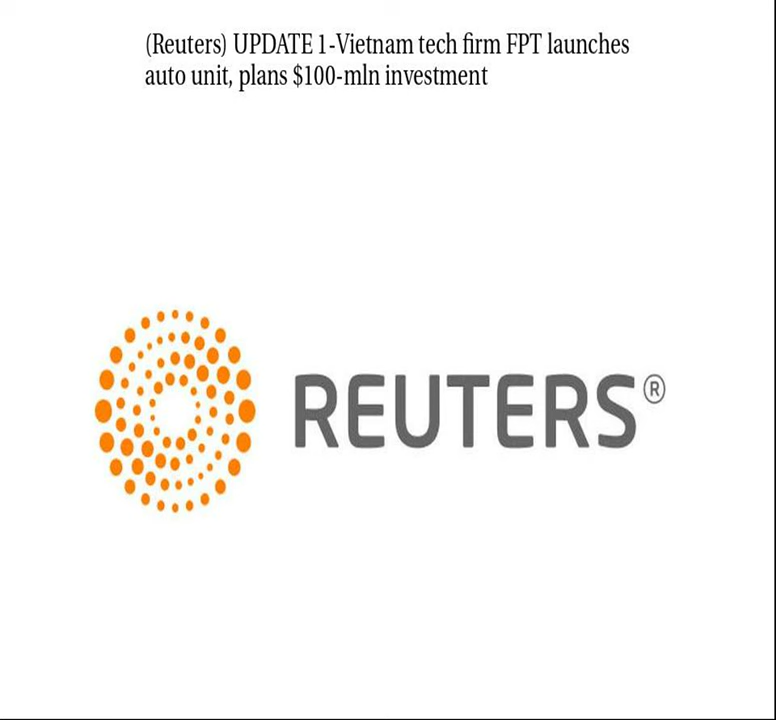 (Reuters) UPDATE 1-Vietnam tech firm FPT launches
auto unit, plans $100-mln investment
REUTERS®